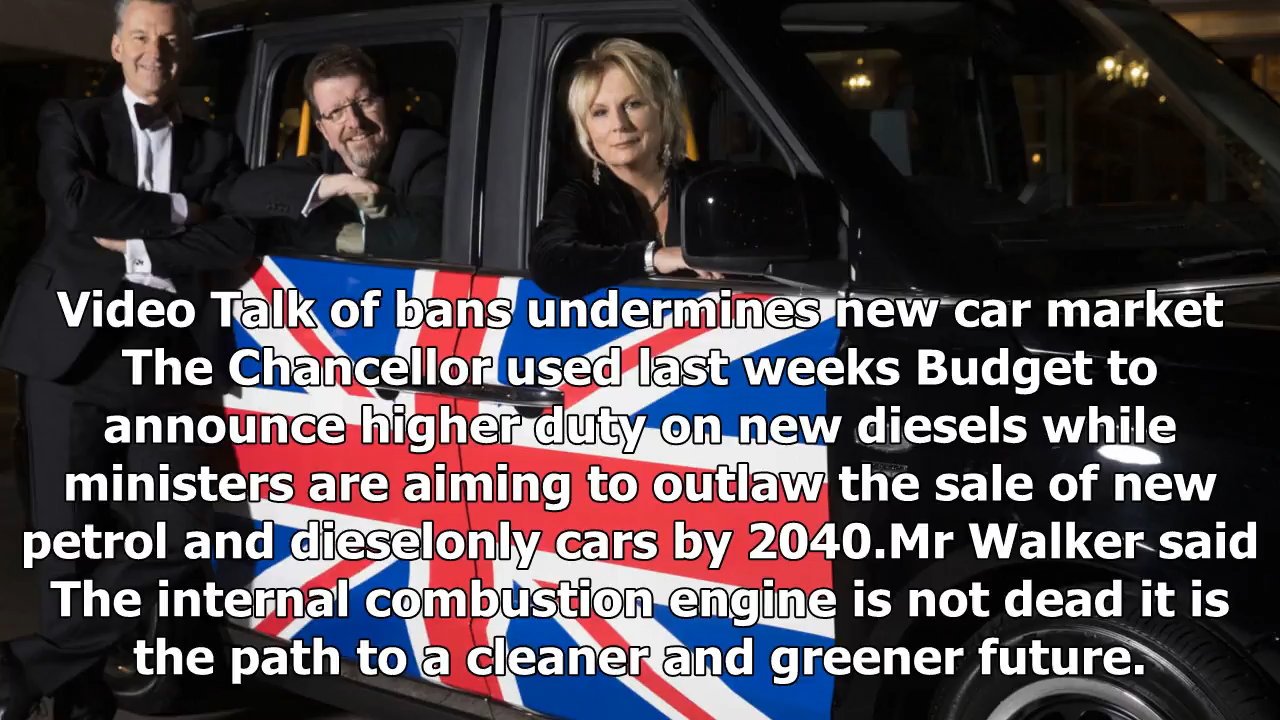 Video Talk of bans undermines new car market
The Chancellor used last weeks Budget to
announce higher duty on new diesels while
ministers are aiming to outlaw the sale of new
petrol and dieselonly cars by 2040.Mr Walker said
The internal combustion engine is not dead it is
the path to a cleaner and greener future.